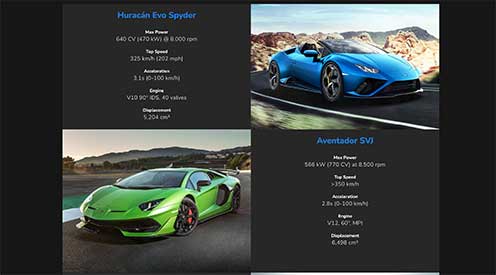 Huracán Evo Spyder
Max Power
640 CV (470 kW) @ 8.000 rpm
Top Speed
325 km/h (202 mph)
Acceleration
3.1s (0-100 km/h)
Engine
V10 90° IDS, 40 valves
Displacement
5,204 cm³
Aventador SVJ
Max Power
566 kW (770 CV) at 8.500 rpm
Top Speed
>350 km/h
Acceleration
2.8s (0-100 km/h)
Engine
V12, 60°, MPI
Displacement
6,498 cm³